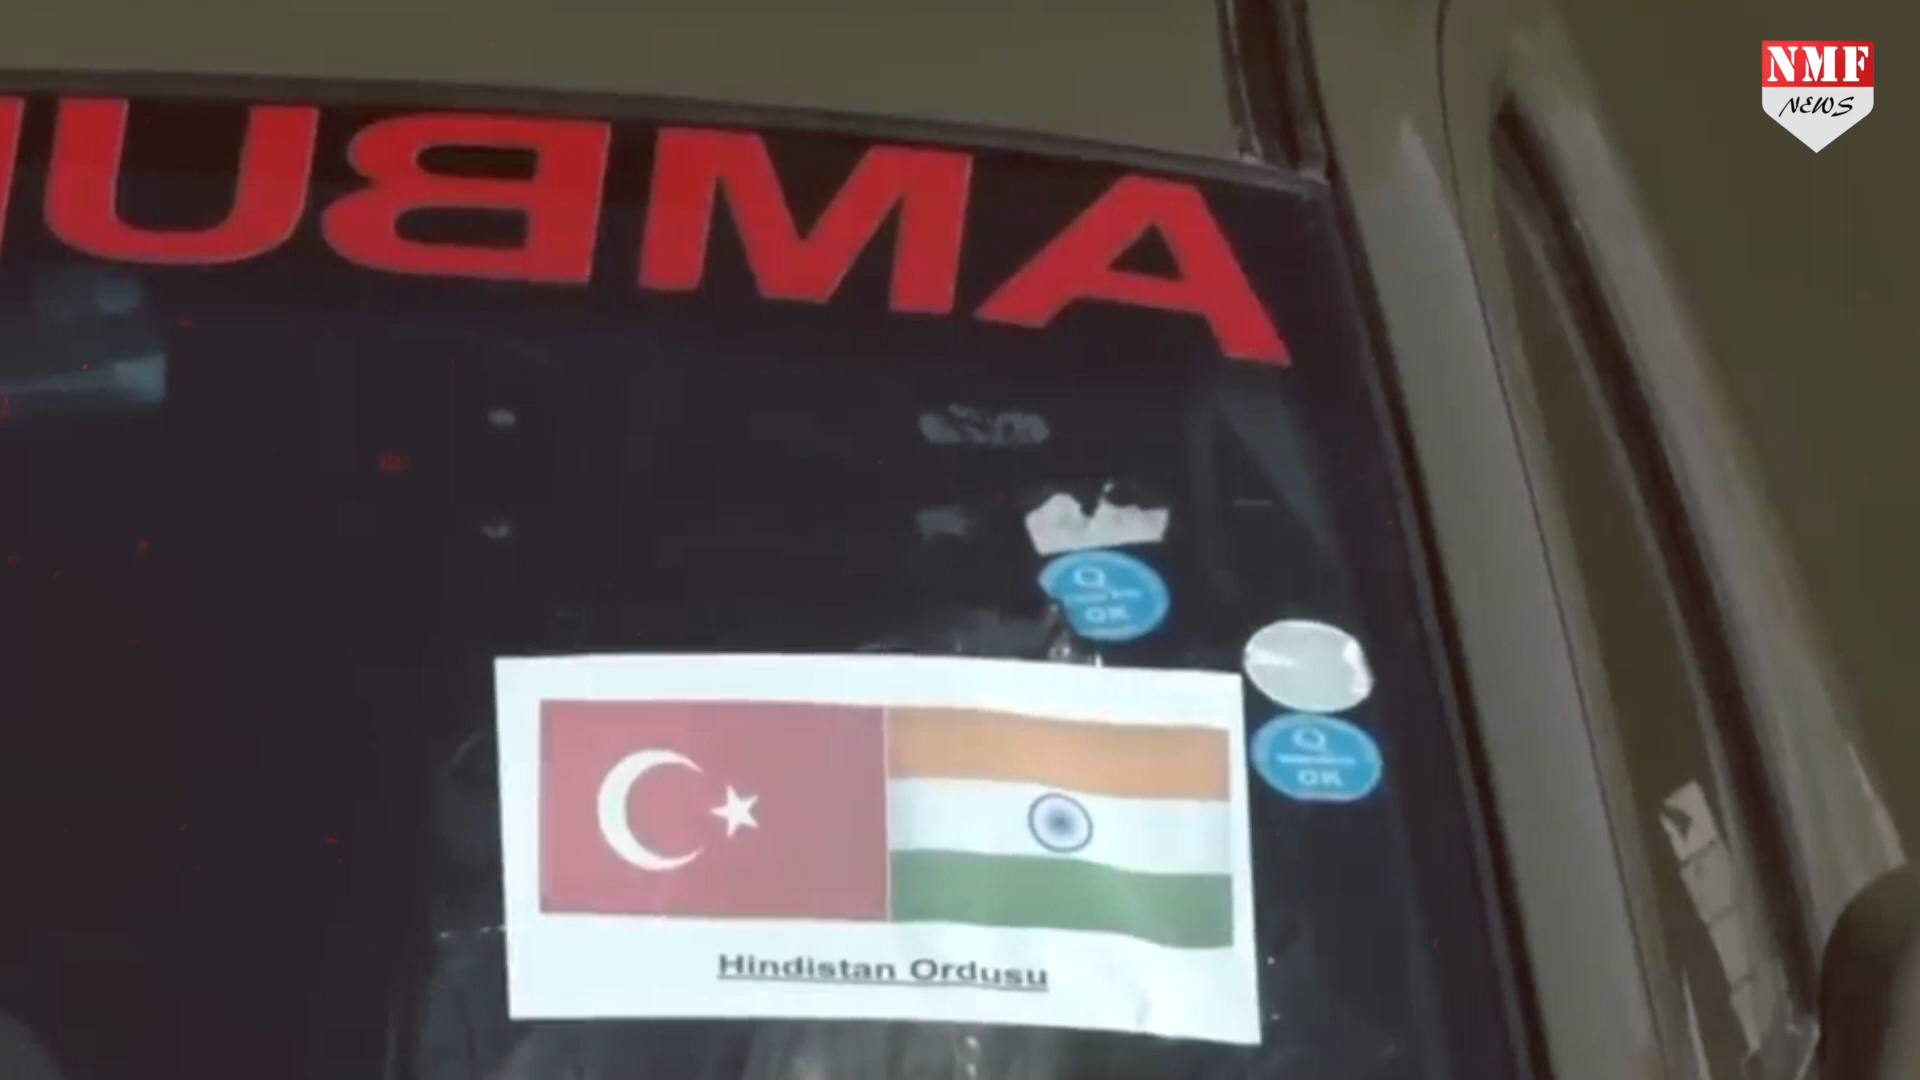 NMF
NEWS
AMBU
Q
OK
Q
OK
Hindistan Ordusu